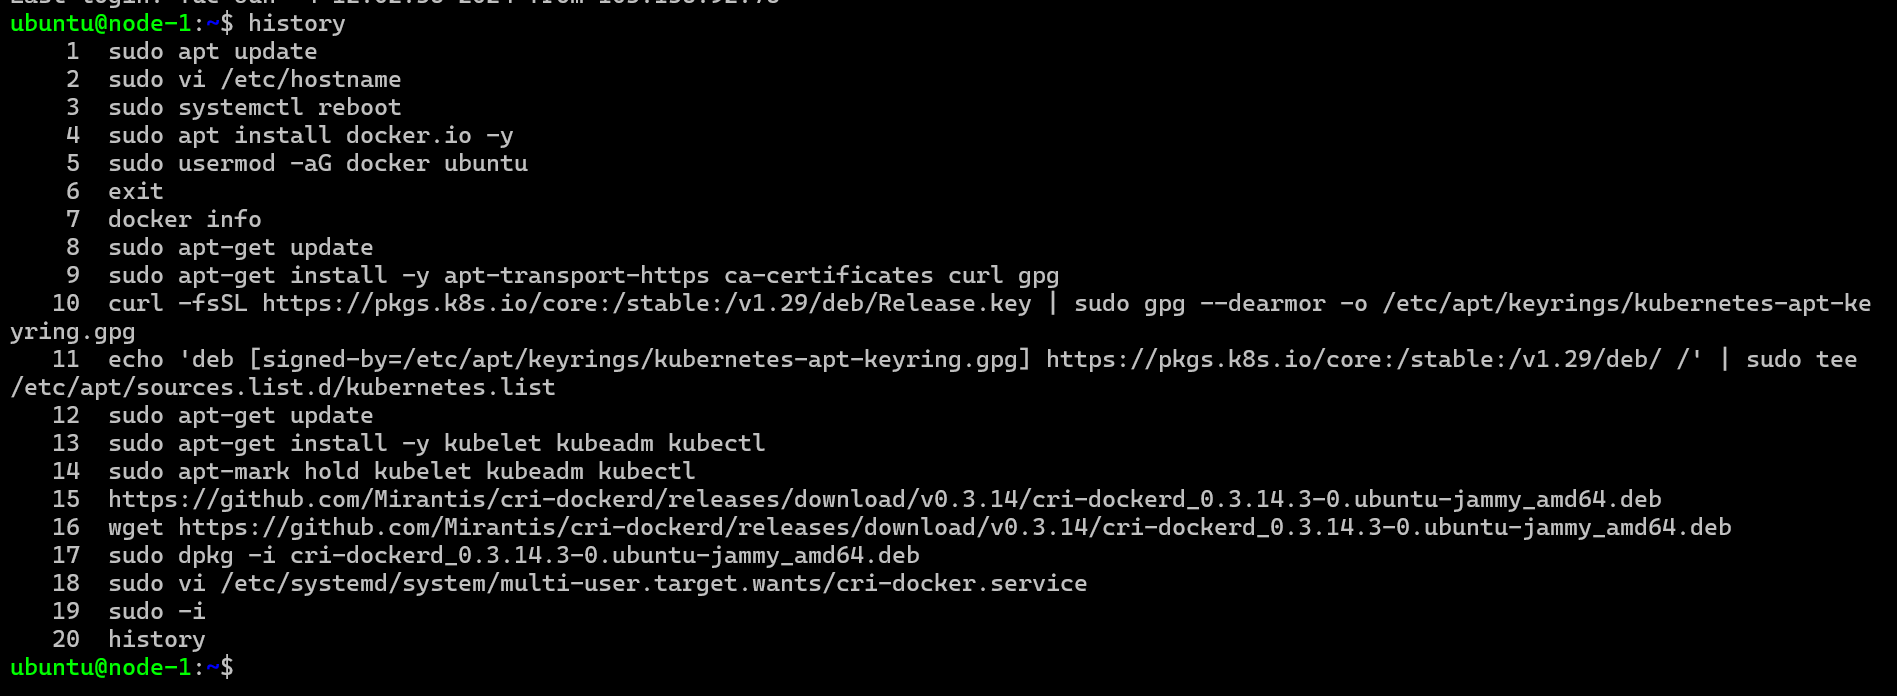 ubuntu@node-1:~$ history
1 sudo apt update
2 sudo vi /etc/hostname
3 sudo systemctl reboot
4 sudo apt install docker.io -y
5 sudo usermod -aG docker ubuntu
6 exit
7 docker info
8 sudo apt-get update
9 sudo apt-get install -y apt-transport-https ca-certificates curl gpg
10 curl -fsSL https://pkgs.k8s.io/core:/stable:/v1.29/deb/Release.key | sudo gpg --dearmor -o /etc/apt/keyrings/kubernetes-apt-ke
yring.gpg
11 echo 'deb [signed-by=/etc/apt/keyrings/kubernetes-apt-keyring.gpg] https://pkgs.k8s.io/core:/stable:/v1.29/deb/ /' | sudo tee
/etc/apt/sources.list.d/kubernetes.list
12 sudo apt-get update
13 sudo apt-get install -y kubelet kubeadm kubectl
14 sudo apt-mark hold kubelet kubeadm kubectl
15 https://github.com/Mirantis/cri-dockerd/releases/download/v0.3.14/cri-dockerd_0.3.14.3-0.ubuntu-jammy_amd64.deb
16 wget https://github.com/Mirantis/cri-dockerd/releases/download/v0.3.14/cri-dockerd_0.3.14.3-0.ubuntu-jammy_amd64.deb
17 sudo dpkg -i cri-dockerd_0.3.14.3-0.ubuntu-jammy_amd64.deb
18 sudo vi /etc/systemd/system/multi-user.target.wants/cri-docker.service
19 sudo -i
20 history
ubuntu@node-1:~$